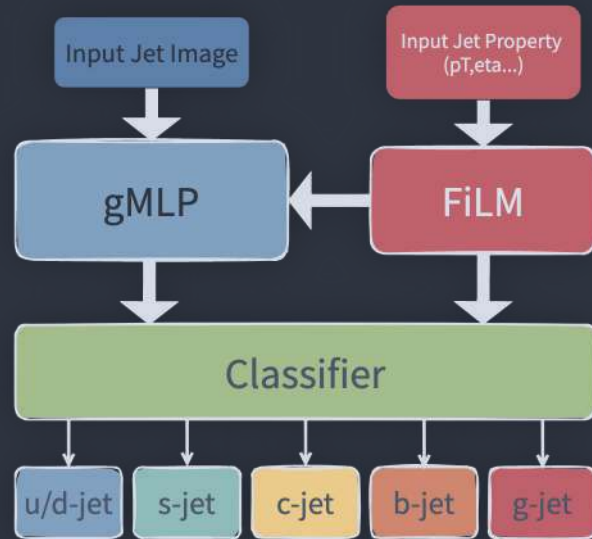 Input Jet Image
Input Jet Property
(pT,eta...)
gMLP
FiLM
Classifier
u/d-jet
s-jet
c-jet
b-jet
g-jet